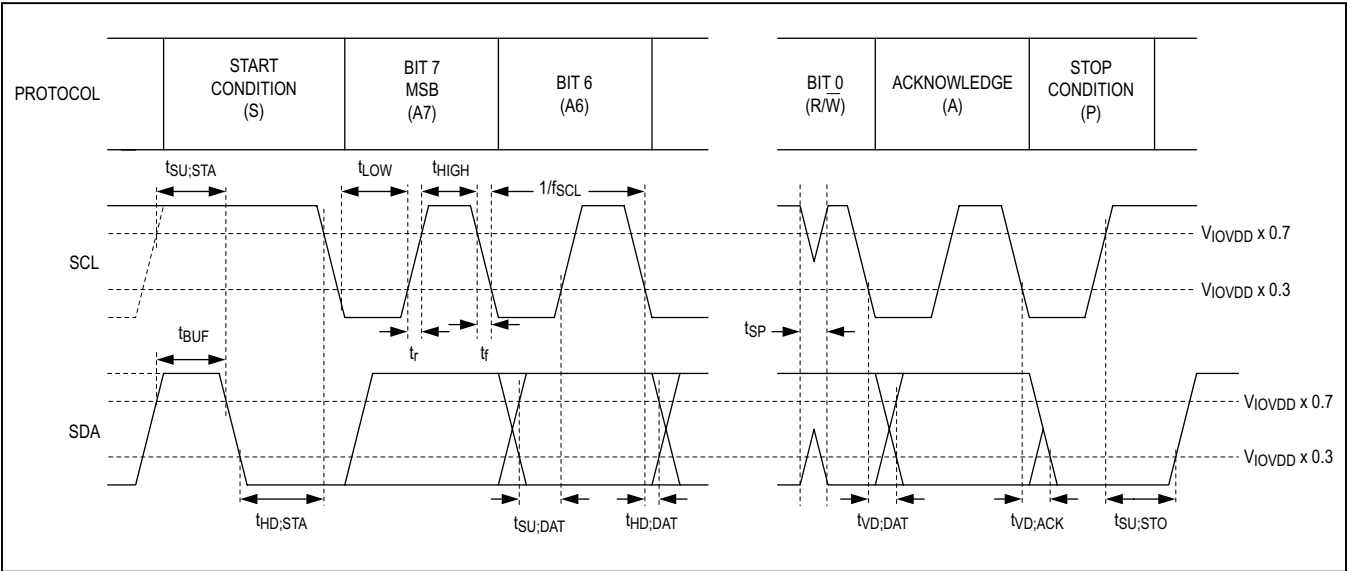 PROTOCOL
START
CONDITION
(S)
BIT 7
MSB
(A7)
BIT 6
(A6)
BIT 0
(R/W̅)
ACKNOWLEDGE
(A)
STOP
CONDITION
(P)
tSU;STA
tLOW
tHIGH
1/fSCL
SCL
VIOVDD x 0.7
VIOVDD x 0.3
tBUF
tr
tf
tSP
SDA
VIOVDD x 0.7
VIOVDD x 0.3
tHD;STA
tSU;DAT
tHD;DAT
tVD;DAT
tVD;ACK
tSU;STO